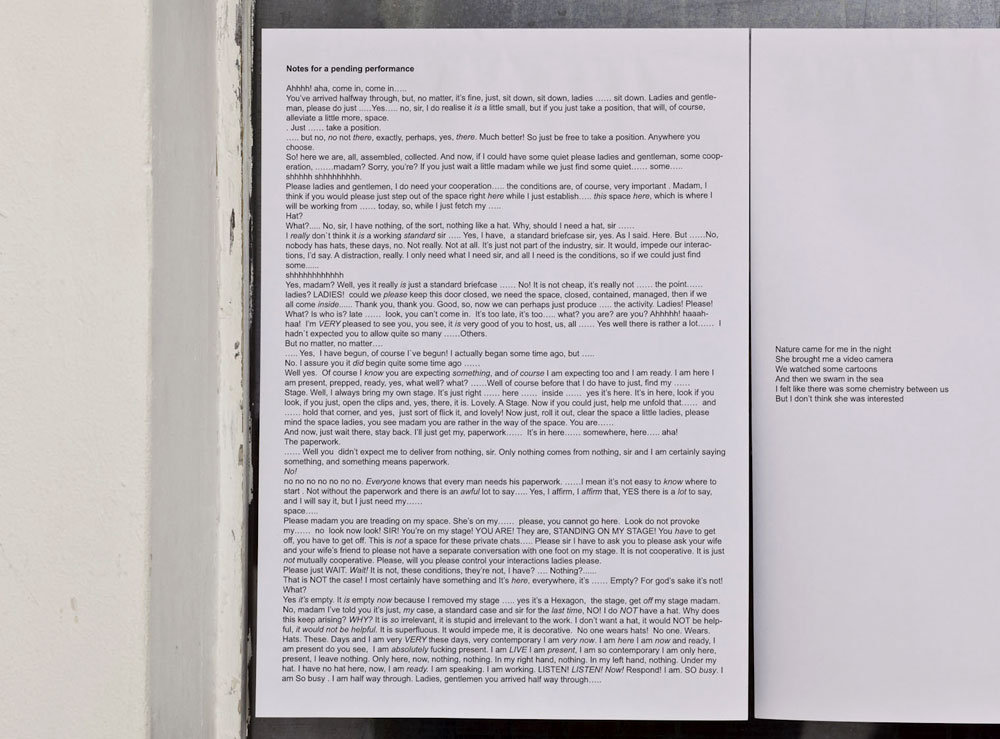 Notes for a pending performance
Ahhhh! aha, come in, come in…..
You've arrived halfway through, but, no matter, it's fine, just, sit down, sit down, ladies …… sit down. Ladies and gentle-
man, please do just …..Yes….. no, sir, I do realise it is a little small, but if you just take a position, that will, of course,
alleviate a little more, space.
. Just …… take a position.
….. but no, no not there, exactly, perhaps, yes, there. Much better! So just be free to take a position. Anywhere you
choose.
So! here we are, all, assembled, collected. And now, if I could have some quiet please ladies and gentleman, some coop-
eration, …….madam? Sorry, you're? If you just wait a little madam while we just find some quiet…… some…..
shhhhh shhhhhhhhh.
Please ladies and gentlemen, I do need your cooperation….. the conditions are, of course, very important . Madam, I
think if you would please just step out of the space right here while I just establish….. this space here, which is where I
will be working from …… today, so, while I just fetch my …..
Hat?
What?..... No, sir, I have nothing, of the sort, nothing like a hat. Why, should I need a hat, sir ……
I really don`t think it is a working standard sir ….. Yes, I have, a standard briefcase sir, yes. As I said. Here. But ……No,
nobody has hats, these days, no. Not really. Not at all. It's just not part of the industry, sir. It would, impede our interac-
tions, I'd say. A distraction, really. I only need what I need sir, and all I need is the conditions, so if we could just find
some......
shhhhhhhhhhhh
Yes, madam? Well, yes it really is just a standard briefcase …… No! It is not cheap, it's really not …… the point……
ladies? LADIES! could we please keep this door closed, we need the space, closed, contained, managed, then if we
all come inside...... Thank you, thank you. Good, so, now we can perhaps just produce ….. the activity. Ladies! Please!
What? Is who is? late …… look, you can't come in. It's too late, it's too….. what? you are? are you? Ahhhhh! haaah-
haa! I'm VERY pleased to see you, you see, it is very good of you to host, us, all …… Yes well there is rather a lot…… I
hadn`t expected you to allow quite so many ……Others.
But no matter, no matter….
….. Yes, I have begun, of course I`ve begun! I actually began some time ago, but …..
No. I assure you it did begin quite some time ago ……
Well yes. Of course I know you are expecting something, and of course I am expecting too and I am ready. I am here I
am present, prepped, ready, yes, what well? what? ……Well of course before that I do have to just, find my ……
Stage. Well, I always bring my own stage. It's just right …… here …… inside …… yes it's here. It's in here, look if you
look, if you just, open the clips and, yes, there, it is. Lovely. A Stage. Now if you could just, help me unfold that…… and
…… hold that corner, and yes, just sort of flick it, and lovely! Now just, roll it out, clear the space a little ladies, please
mind the space ladies, you see madam you are rather in the way of the space. You are……
And now, just wait there, stay back. I'll just get my, paperwork…… It's in here…… somewhere, here….. aha!
The paperwork.
…… Well you didn't expect me to deliver from nothing, sir. Only nothing comes from nothing, sir and I am certainly saying
something, and something means paperwork.
No!
no no no no no no no. Everyone knows that every man needs his paperwork. ……I mean it's not easy to know where to
start . Not without the paperwork and there is an awful lot to say….. Yes, I affirm, I affirm that, YES there is a lot to say,
and I will say it, but I just need my……
space…..
Please madam you are treading on my space. She's on my…… please, you cannot go here. Look do not provoke
my…… no look now look! SIR! You're on my stage! YOU ARE! They are, STANDING ON MY STAGE! You have to get
off, you have to get off. This is not a space for these private chats….. Please sir I have to ask you to please ask your wife
and your wife's friend to please not have a separate conversation with one foot on my stage. It is not cooperative. It is just
not mutually cooperative. Please, will you please control your interactions ladies please.
Please just WAIT. Wait! It is not, these conditions, they're not, I have? …. Nothing?......
That is NOT the case! I most certainly have something and It's here, everywhere, it's …… Empty? For god's sake it's not!
What?
Yes it's empty. It is empty now because I removed my stage ….. yes it's a Hexagon, the stage, get off my stage madam.
No, madam I've told you it's just, my case, a standard case and sir for the last time, NO! I do NOT have a hat. Why does
this keep arising? WHY? It is so irrelevant, it is stupid and irrelevant to the work. I don't want a hat, it would NOT be help-
ful, it would not be helpful. It is superfluous. It would impede me, it is decorative. No one wears hats! No one. Wears.
Hats. These. Days and I am very VERY these days, very contemporary I am very now. I am here I am now and ready, I
am present do you see, I am absolutely fucking present. I am LIVE I am present, I am so contemporary I am only here,
present, I leave nothing. Only here, now, nothing, nothing. In my right hand, nothing. In my left hand, nothing. Under my
hat. I have no hat here, now, I am ready. I am speaking. I am working. LISTEN! LISTEN! Now! Respond! I am. SO busy. I
am So busy . I am half way through. Ladies, gentlemen you arrived half way through…..
Nature came for me in the night
She brought me a video camera
We watched some cartoons
And then we swam in the sea
I felt like there was some chemistry between us
But I don't think she was interested